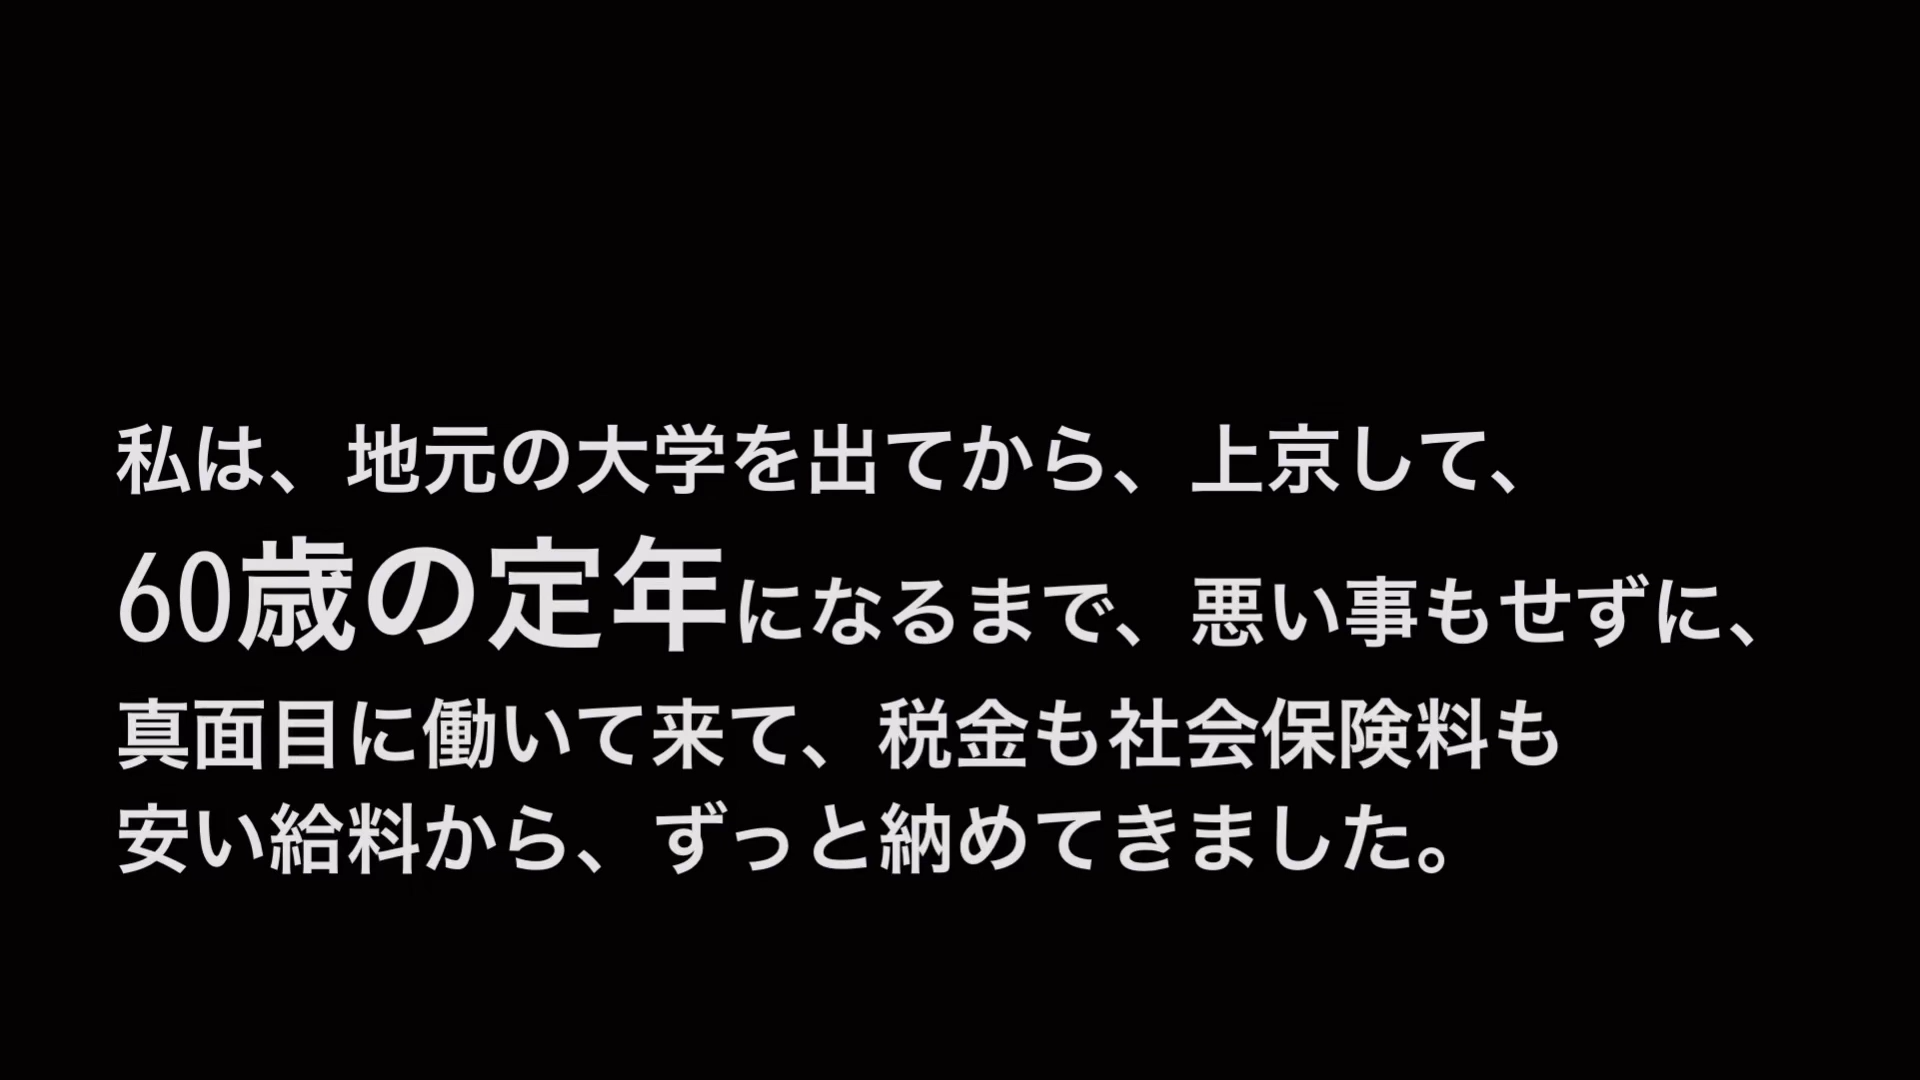 私は、地元の大学を出てから、上京して、
60歳の定年になるまで、悪い事もせずに、
真面目に働いて来て、税金も社会保険料も
安い給料から、ずっと納めてきました。